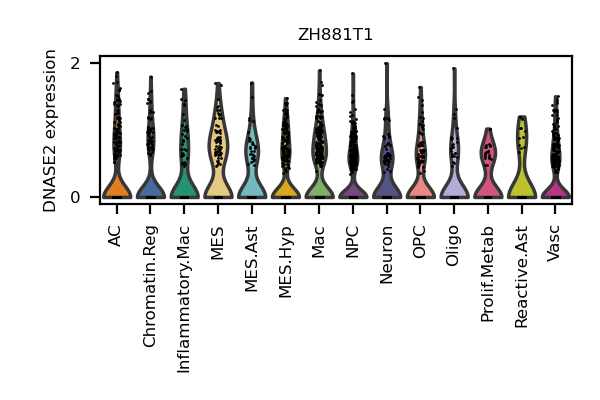 ZH881T1
DNASE2 expression
2
0
AC
Chromatin.Reg
Inflammatory.Mac
MES
MES.Ast
MES.Hyp
Mac
NPC
Neuron
OPC
Oligo
Prolif.Metab
Reactive.Ast
Vasc